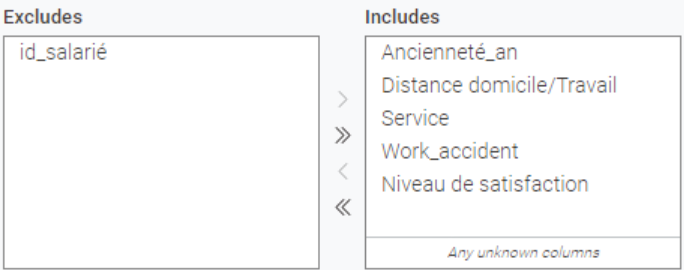 Excludes
id_salarié
Includes
Ancienneté_an
Distance domicile/Travail
Service
Work_accident
Niveau de satisfaction
Any unknown columns